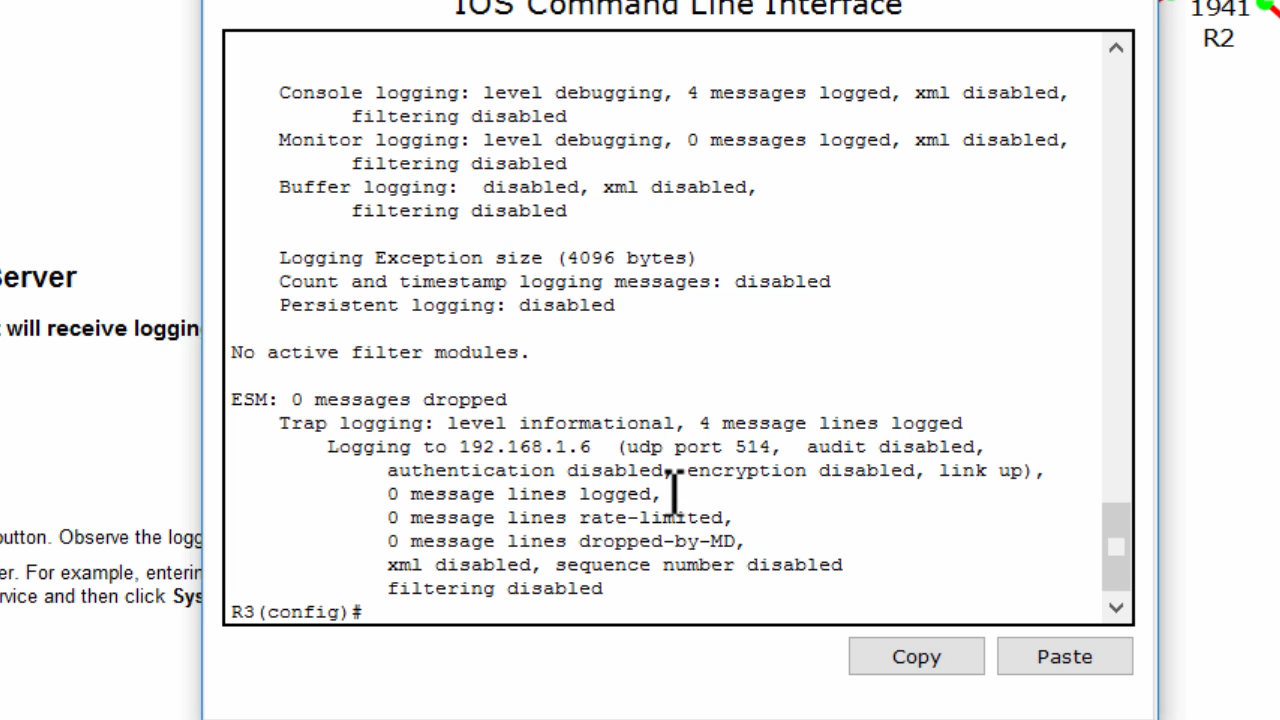 IOS Command Line Interface
1941
R2
Console logging: level debugging, 4 messages logged, xml disabled,
filtering disabled
Monitor logging: level debugging, 0 messages logged, xml disabled,
filtering disabled
Buffer logging:  disabled, xml disabled,
filtering disabled
Logging Exception size (4096 bytes)
Count and timestamp logging messages: disabled
Persistent logging: disabled
No active filter modules.
ESM: 0 messages dropped
Trap logging: level informational, 4 message lines logged
Logging to 192.168.1.6  (udp port 514,  audit disabled,
authentication disabled, encryption disabled, link up),
0 message lines logged,
0 message lines rate-limited,
0 message lines dropped-by-MD,
xml disabled, sequence number disabled
filtering disabled
R3(config)#
Copy
Paste
erver
will receive loggin
utton. Observe the logg
er. For example, enterin
rvice and then click Sys